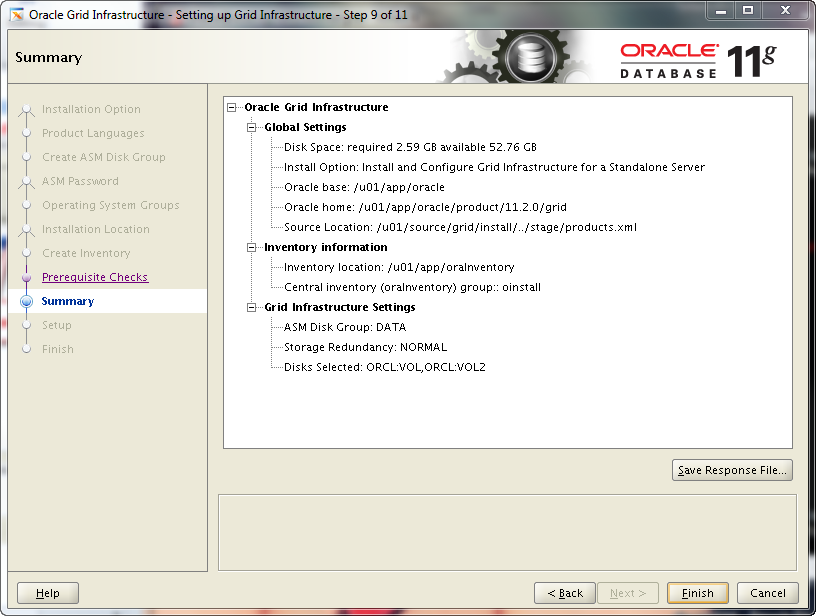 Oracle Grid Infrastructure - Setting up Grid Infrastructure - Step 9 of 11
Summary
ORACLE
DATABASE 11g
Installation Option
Product Languages
Create ASM Disk Group
ASM Password
Operating System Groups
Installation Location
Create Inventory
Prerequisite Checks
Summary
Setup
Finish
Oracle Grid Infrastructure
Global Settings
Disk Space: required 2.59 GB available 52.76 GB
Install Option: Install and Configure Grid Infrastructure for a Standalone Server
Oracle base: /u01/app/oracle
Oracle home: /u01/app/oracle/product/11.2.0/grid
Source Location: /u01/source/grid/install/../stage/products.xml
Inventory information
Inventory location: /u01/app/oraInventory
Central inventory (oraInventory) group:: oinstall
Grid Infrastructure Settings
ASM Disk Group: DATA
Storage Redundancy: NORMAL
Disks Selected: ORCL:VOL,ORCL:VOL2
Save Response File...
Help
< Back
Next >
Finish
Cancel